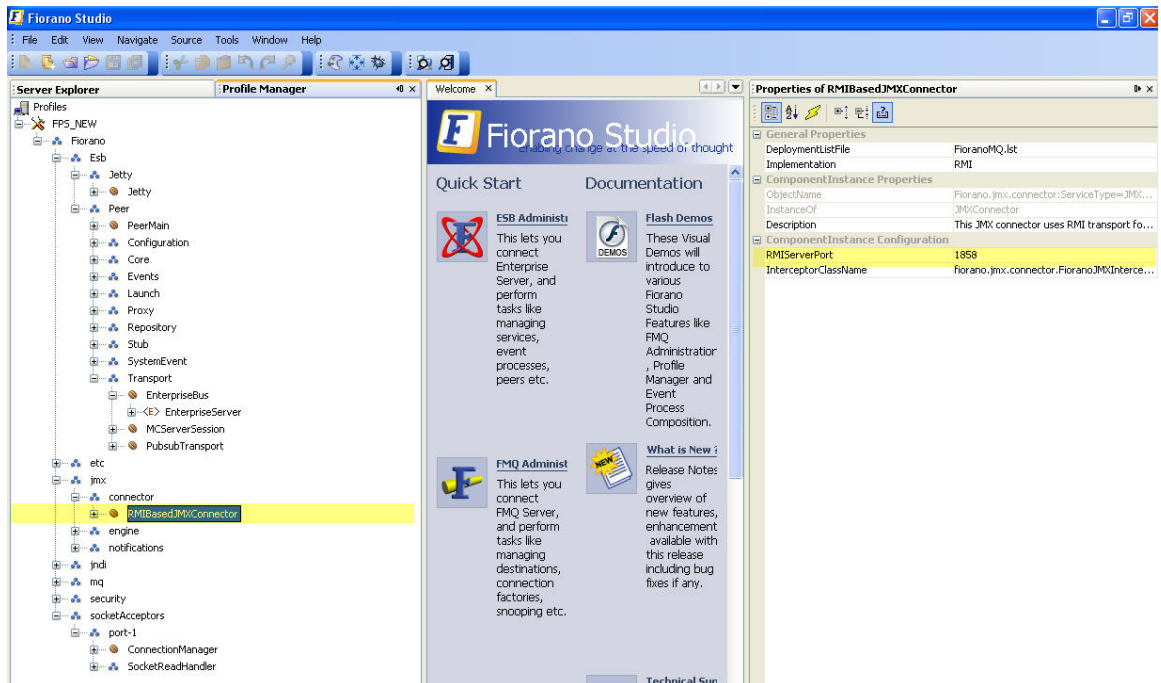 Fiorano Studio
File Edit View Navigate Source Tools Window Help
Server Explorer
Profile Manager
Profiles
FPS_NEW
Fiorano
Esb
Jetty
Jetty
Peer
PeerMain
Configuration
Core
Events
Launch
Proxy
Repository
Stub
SystemEvent
Transport
EnterpriseBus
<E> EnterpriseServer
MCServerSession
PubsubTransport
etc
jmx
connector
RMIBasedJMXConnector
engine
notifications
jndi
mq
security
socketAcceptors
port-1
ConnectionManager
SocketReadHandler
Welcome
Fiorano Studio
Enabling change at the speed of thought
Quick Start
ESB Administ
This lets you
connect
Enterprise
Server, and
perform
tasks like
managing
services,
event
processes,
peers etc.
FMQ Administ
This lets you
connect
FMQ Server,
and perform
tasks like
managing
destinations,
connection
factories,
snooping etc.
Documentation
DEMOS
Flash Demos
These Visual
Demos will
introduce to
various
Fiorano
Studio
Features like
FMQ
Administration
, Profile
Manager and
Event
Process
Composition.
NEW
What is New ?
Release Notes
gives
overview of
new features,
enhancement
available with
this release
including bug
fixes if any.
Technical Sup
Properties of RMIBasedJMXConnector
General Properties
DeploymentListFile FioranoMQ.lst
Implementation RMI
ComponentInstance Properties
ObjectName Fiorano.jmx.connector:ServiceType=JMX...
InstanceOf JMXConnector
Description This JMX connector uses RMI transport fo...
ComponentInstance Configuration
RMIServerPort 1858
InterceptorClassName fiorano.jmx.connector.FioranoJMXInterce...